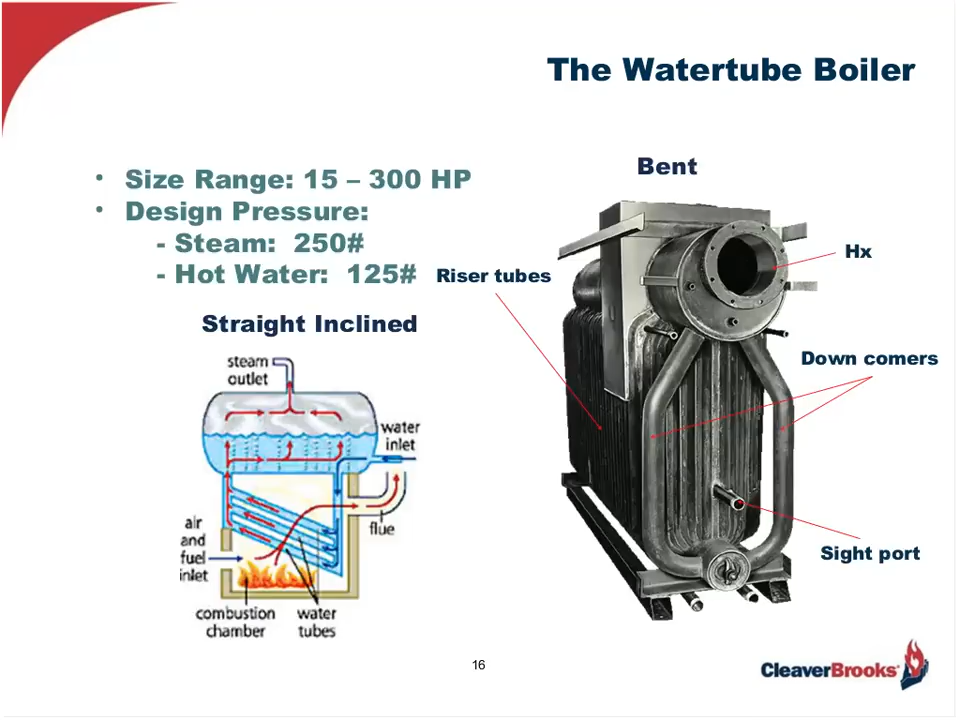 The Watertube Boiler
• Size Range: 15 – 300 HP
• Design Pressure:
- Steam: 250#
- Hot Water: 125#
Straight Inclined
steam
outlet
water
inlet
flue
air
and
fuel
inlet
combustion
chamber
water
tubes
Bent
Riser tubes
Hx
Down comers
Sight port
16
CleaverBrooks